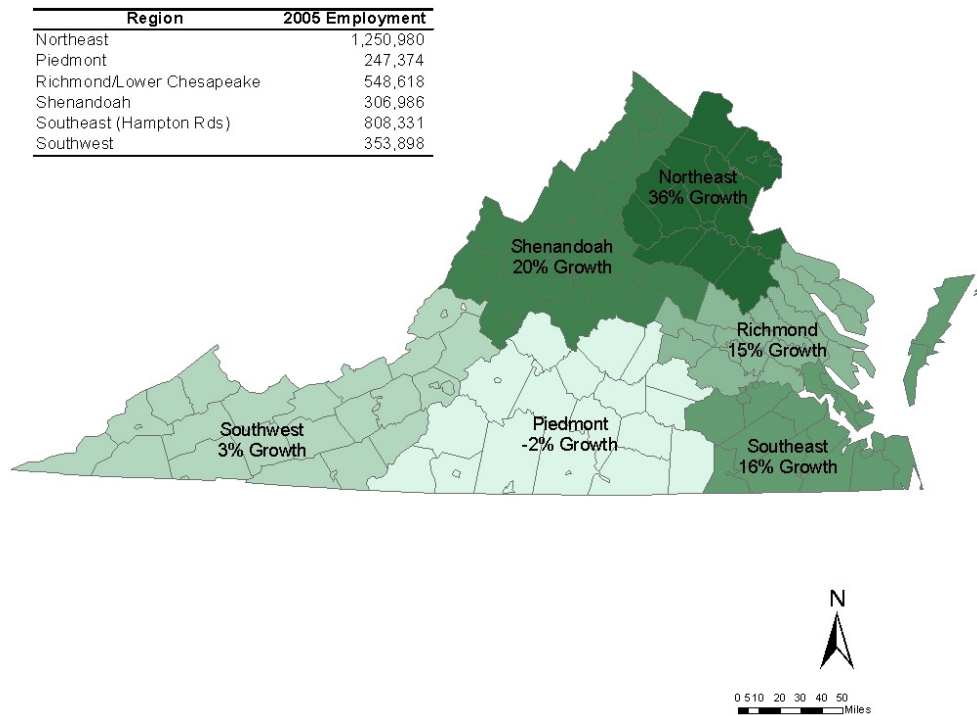 Region 2005 Employment
Northeast 1,250,980
Piedmont 247,374
Richmond/Lower Chesapeake 548,618
Shenandoah 306,986
Southeast (Hampton Rds) 808,331
Southwest 353,898
Northeast
36% Growth
Shenandoah
20% Growth
Richmond
15% Growth
Southwest
3% Growth
Piedmont
-2% Growth
Southeast
16% Growth
N
0 5 10 20 30 40 50
Miles